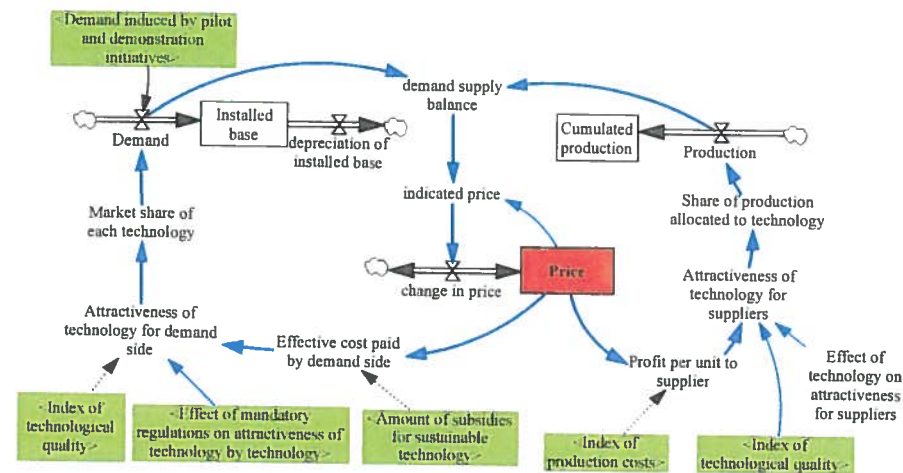 <Demand induced by pilot
and demonstration
initiatives>
demand supply
balance
Installed
base
Demand
depreciation of
installed base
Cumulated
production
Production
Market share of
each technology
indicated price
Share of production
allocated to technology
Price
change in price
Attractiveness of
technology for
suppliers
Attractiveness of
technology for demand
side
Effective cost paid
by demand side
Profit per unit to
supplier
Effect of
technology on
attractiveness
for suppliers
<Index of
technological
quality>
<Effect of mandatory
regulations on attractiveness of
technology by technology>
<Amount of subsidies
for sustainable
technology>
<Index of
production costs>
<Index of
technological quality>